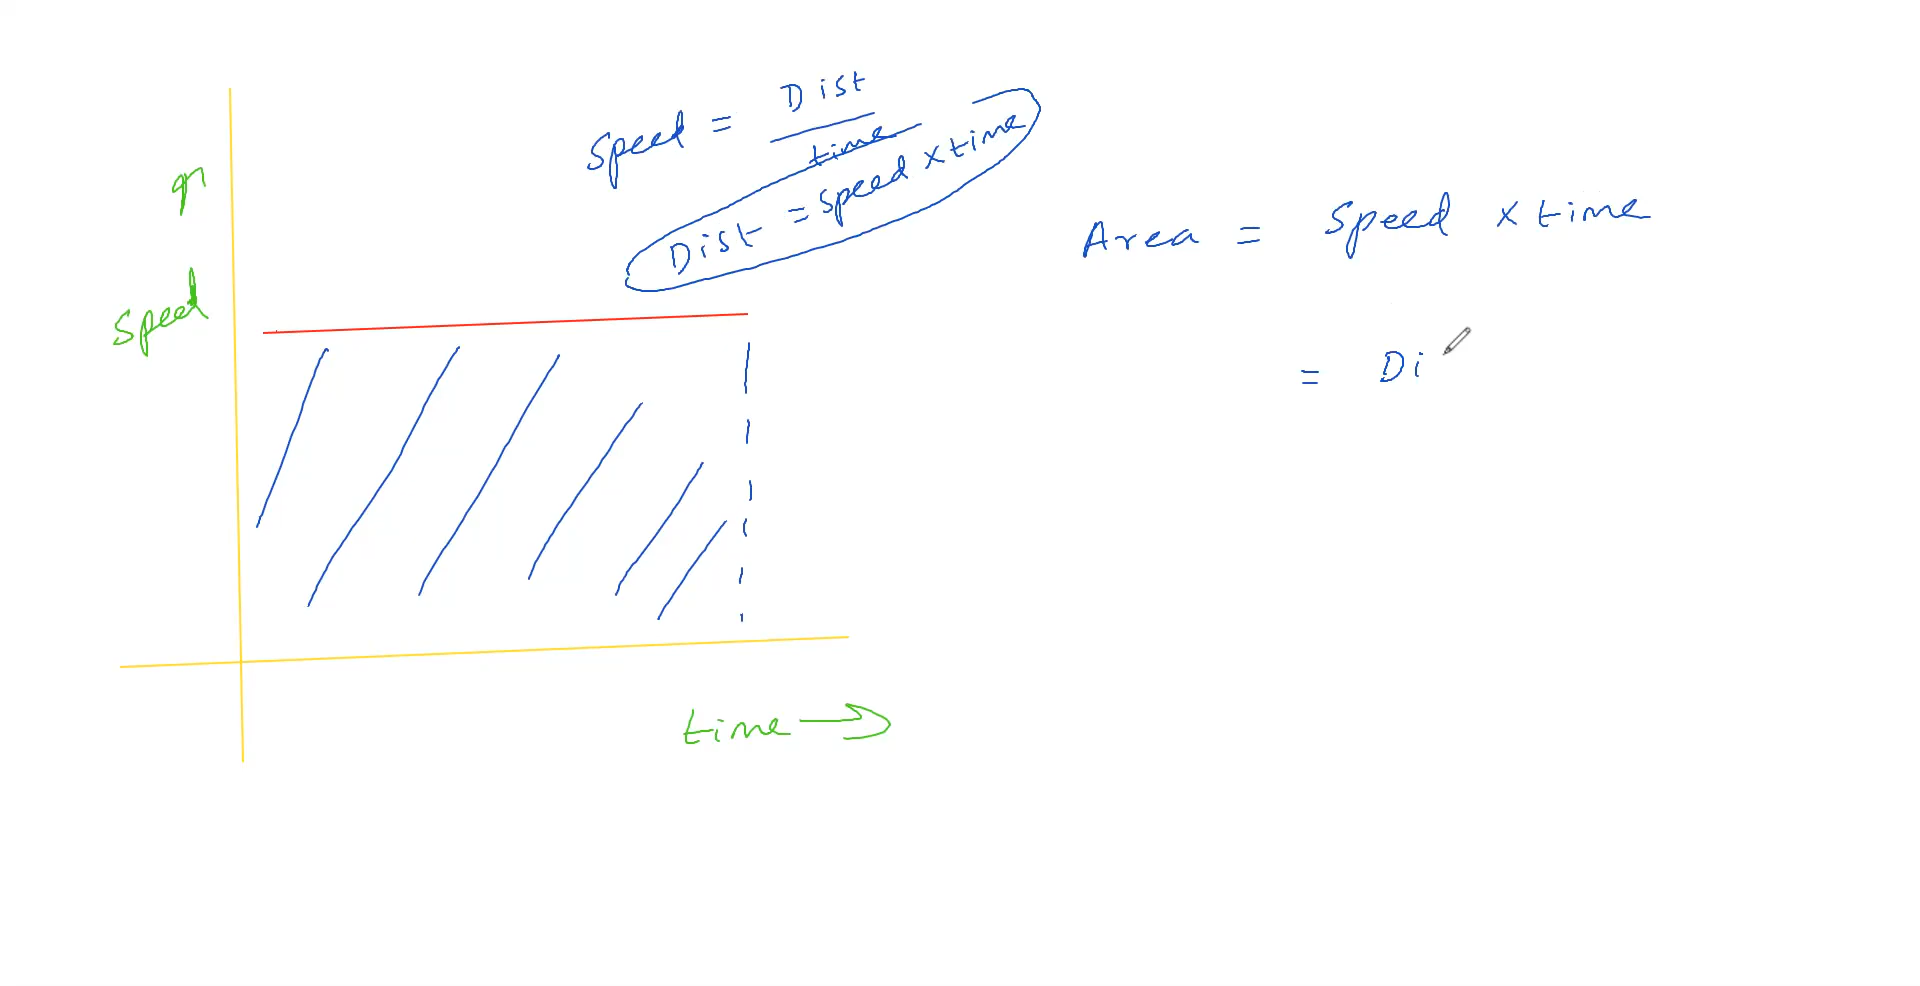 Speed = Dist
time
Dist = Speed x time
Area = Speed x time
= Di
Speed
time